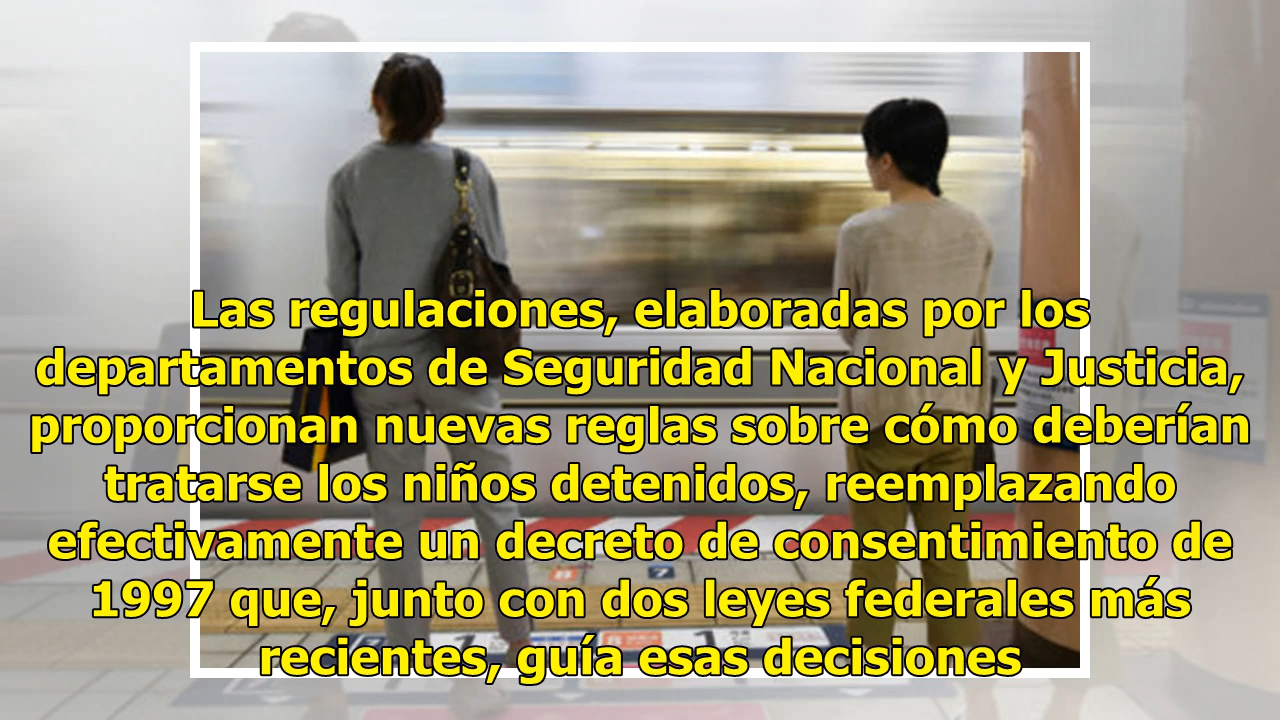 Las regulaciones, elaboradas por los
departamentos de Seguridad Nacional y Justicia,
proporcionan nuevas reglas sobre cómo deberían
tratarse los niños detenidos, reemplazando
efectivamente un decreto de consentimiento de
1997 que, junto con dos leyes federales más
recientes, guía esas decisiones